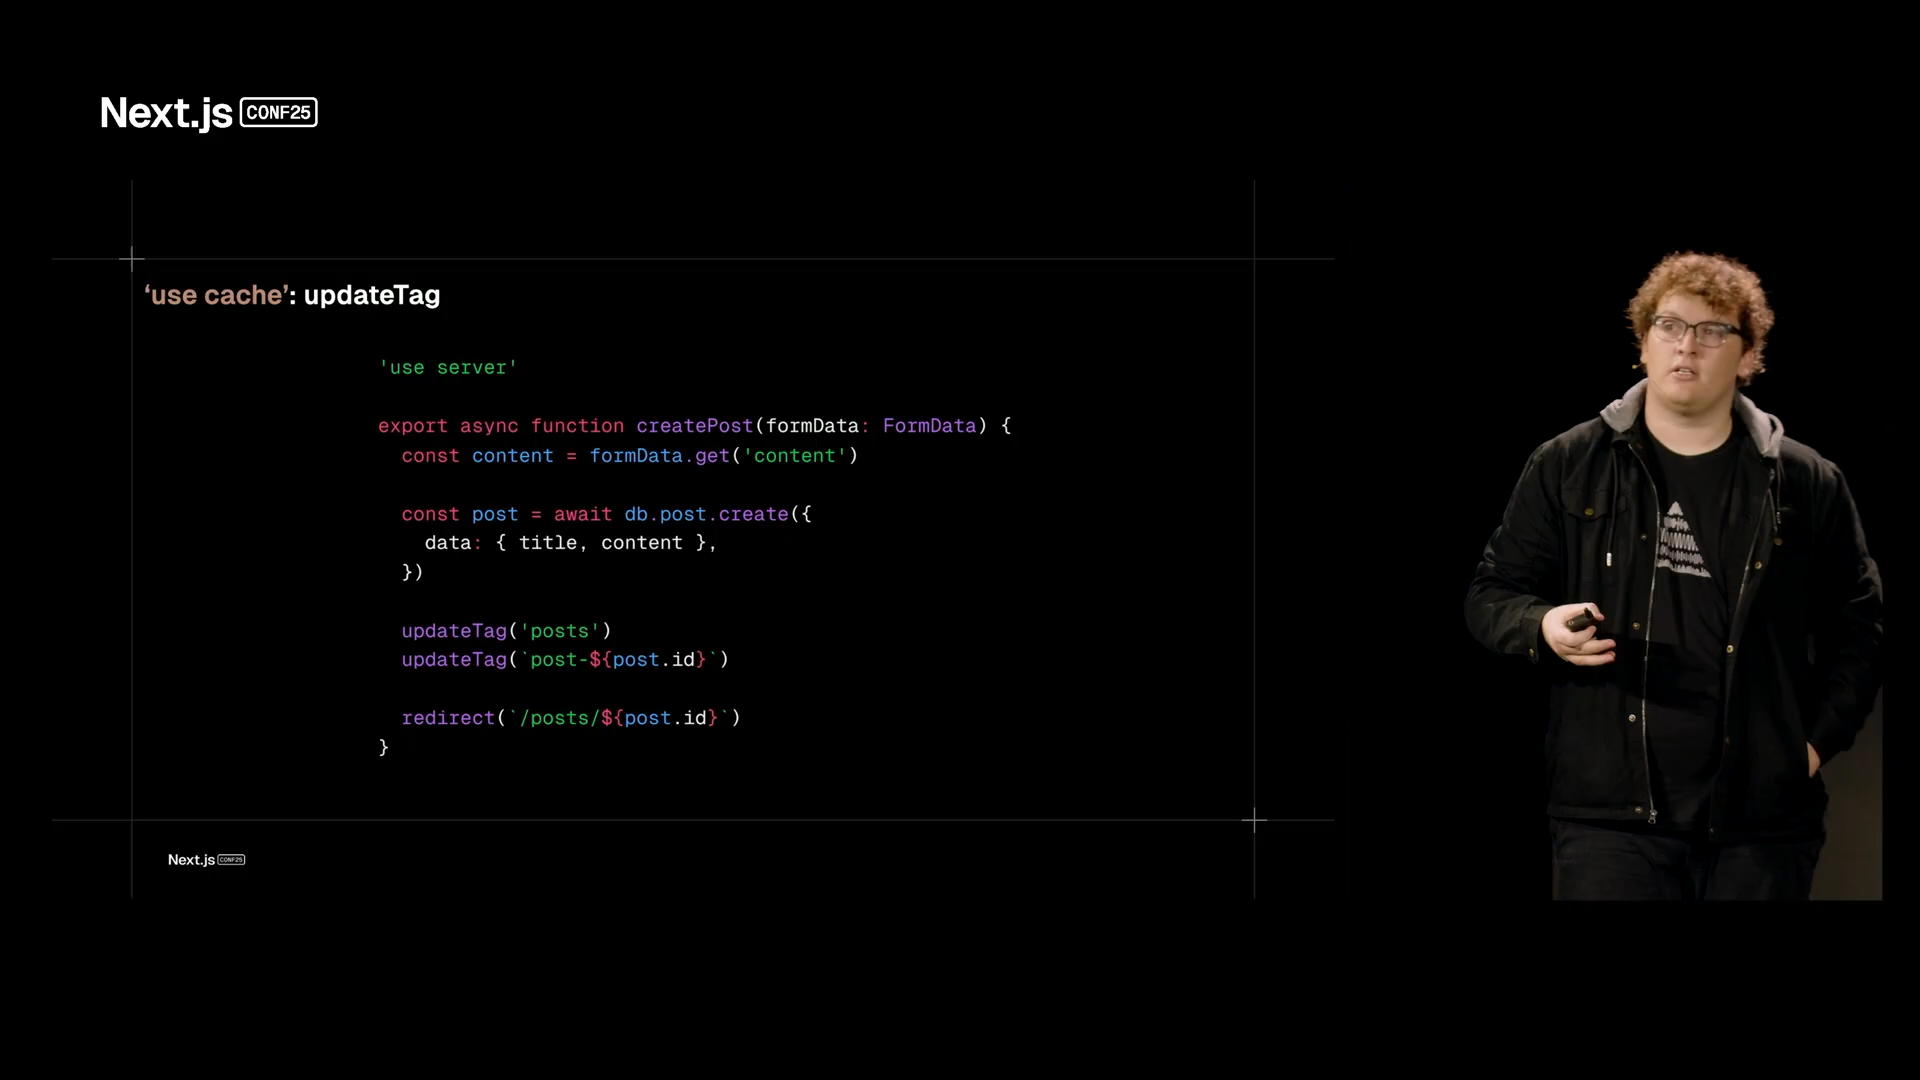 Next.js CONF25
‘use cache’: updateTag
'use server'
export async function createPost(formData: FormData) {
const content = formData.get('content')
const post = await db.post.create({
data: { title, content },
})
updateTag('posts')
updateTag(`post-${post.id}`)
redirect(`/posts/${post.id}`)
}
Next.js CONF25